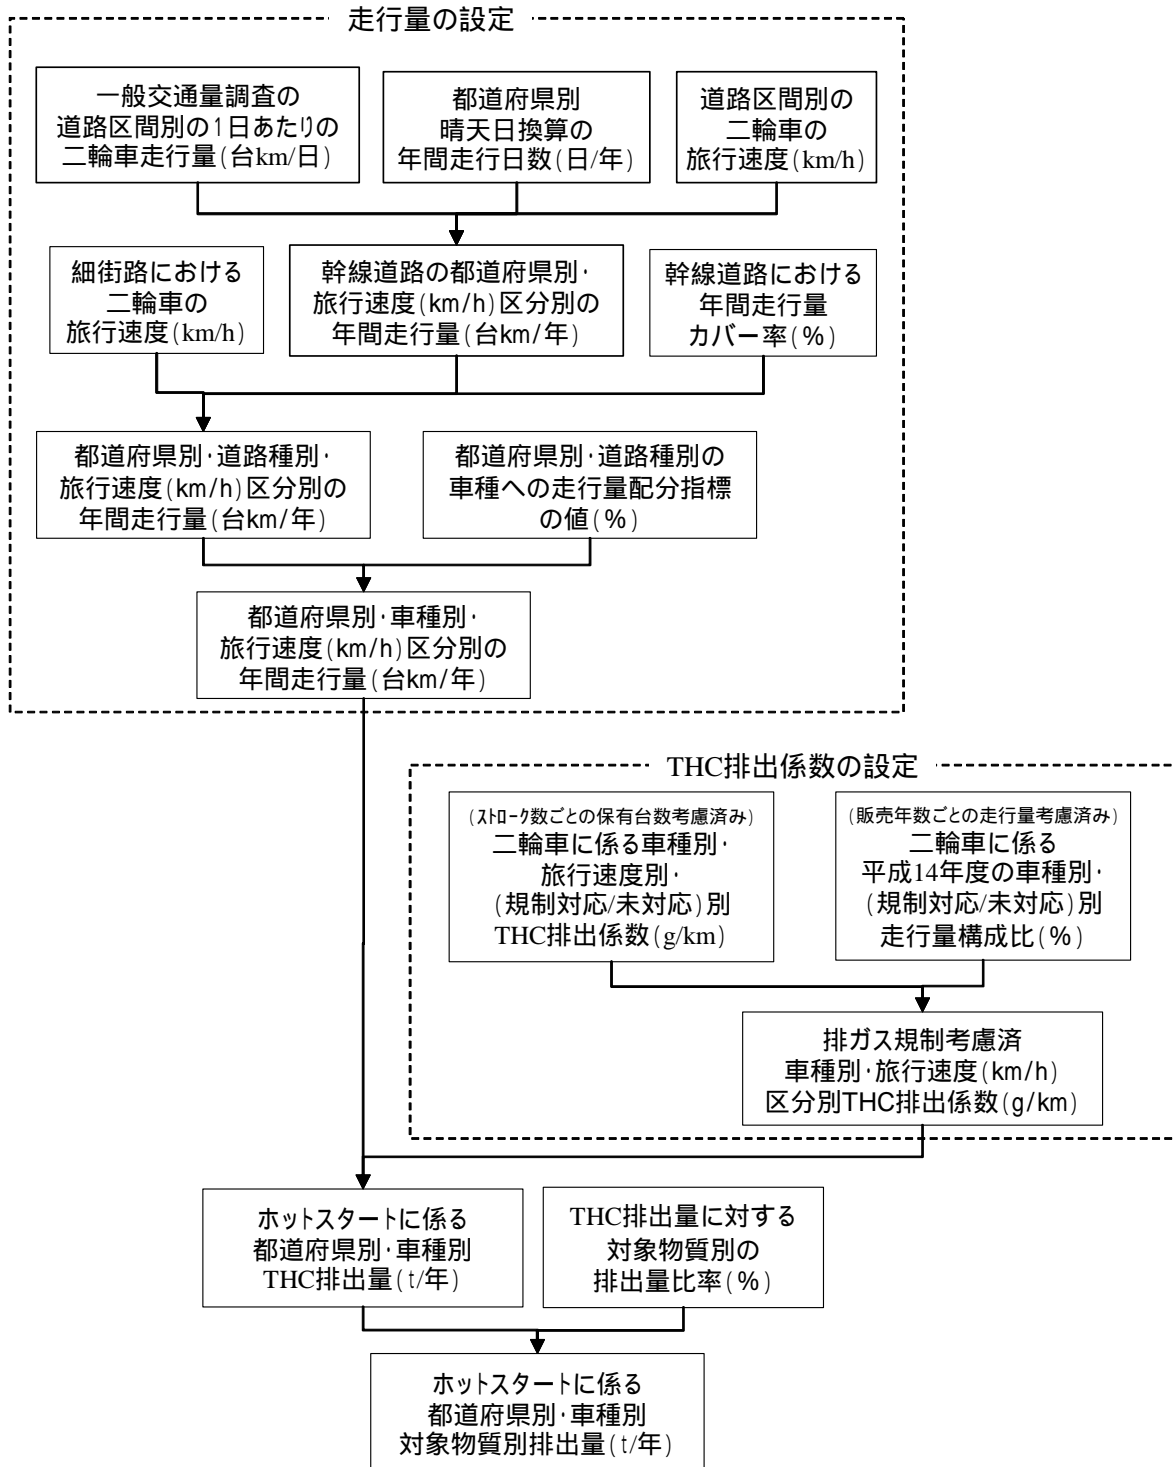 走行量の設定
一般交通量調査の
道路区間別の1日あたりの
二輪車走行量(台km/日)
都道府県別
晴天日換算の
年間走行日数(日/年)
道路区間別の
二輪車の
旅行速度(km/h)
細街路における
二輪車の
旅行速度(km/h)
幹線道路の都道府県別・
旅行速度(km/h)区分別の
年間走行量(台km/年)
幹線道路における
年間走行量
カバー率(%)
都道府県別・道路種別・
旅行速度(km/h)区分別の
年間走行量(台km/年)
都道府県別・道路種別の
車種への走行量配分指標
の値(%)
都道府県別・車種別・
旅行速度(km/h)区分別の
年間走行量(台km/年)
THC排出係数の設定
(ストローク数ごとの保有台数考慮済み)
二輪車に係る車種別・
旅行速度別・
(規制対応/未対応)別
THC排出係数(g/km)
(販売年数ごとの走行量考慮済み)
二輪車に係る
平成14年度の車種別・
(規制対応/未対応)別
走行量構成比(%)
排ガス規制考慮済
車種別・旅行速度(km/h)
区分別THC排出係数(g/km)
ホットスタートに係る
都道府県別・車種別
THC排出量(t/年)
THC排出量に対する
対象物質別の
排出量比率(%)
ホットスタートに係る
都道府県別・車種別
対象物質別排出量(t/年)